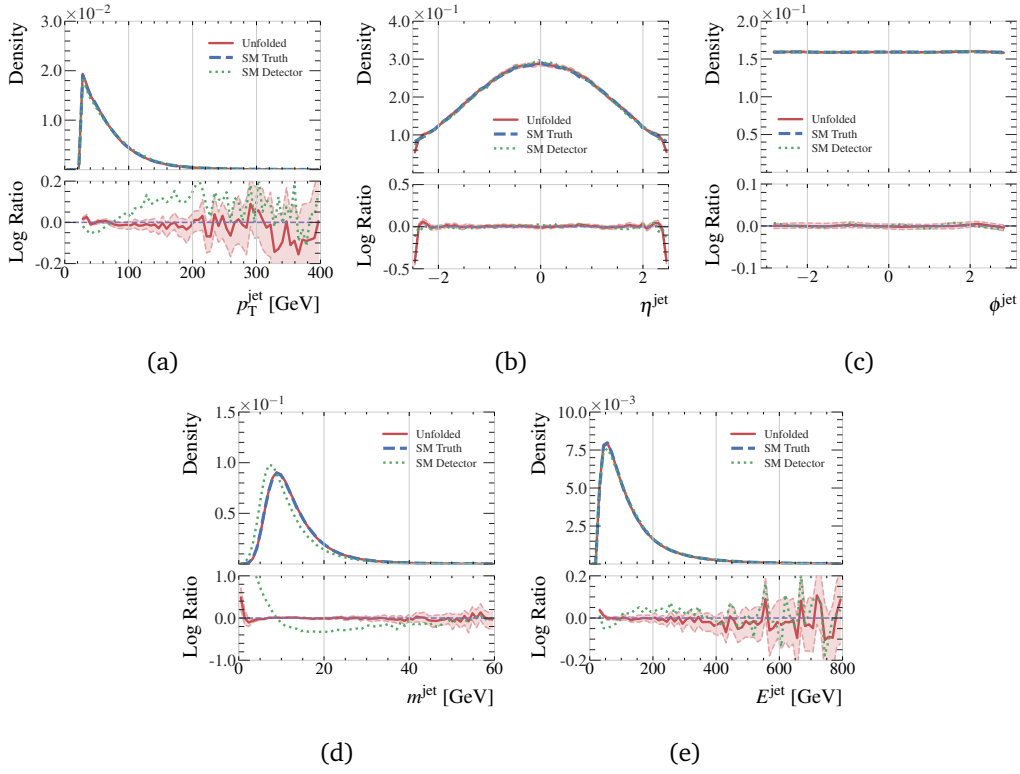 ×10⁻²
3.0
2.0
1.0
Density
Unfolded
SM Truth
SM Detector
0.2
0.0
-0.2
Log Ratio
0 100 200 300 400
p_T^jet [GeV]
(a)
×10⁻¹
4.0
3.0
2.0
1.0
Density
Unfolded
SM Truth
SM Detector
0.5
0.0
-0.5
Log Ratio
−2 0 2
η^jet
(b)
×10⁻¹
2.0
1.5
1.0
0.5
Density
Unfolded
SM Truth
SM Detector
0.1
0.0
-0.1
Log Ratio
−2 0 2
ϕ^jet
(c)
×10⁻¹
1.5
1.0
0.5
Density
Unfolded
SM Truth
SM Detector
1.0
0.0
-1.0
Log Ratio
0 20 40 60
m^jet [GeV]
(d)
×10⁻³
10.0
7.5
5.0
2.5
Density
Unfolded
SM Truth
SM Detector
0.2
0.0
-0.2
Log Ratio
0 200 400 600 800
E^jet [GeV]
(e)